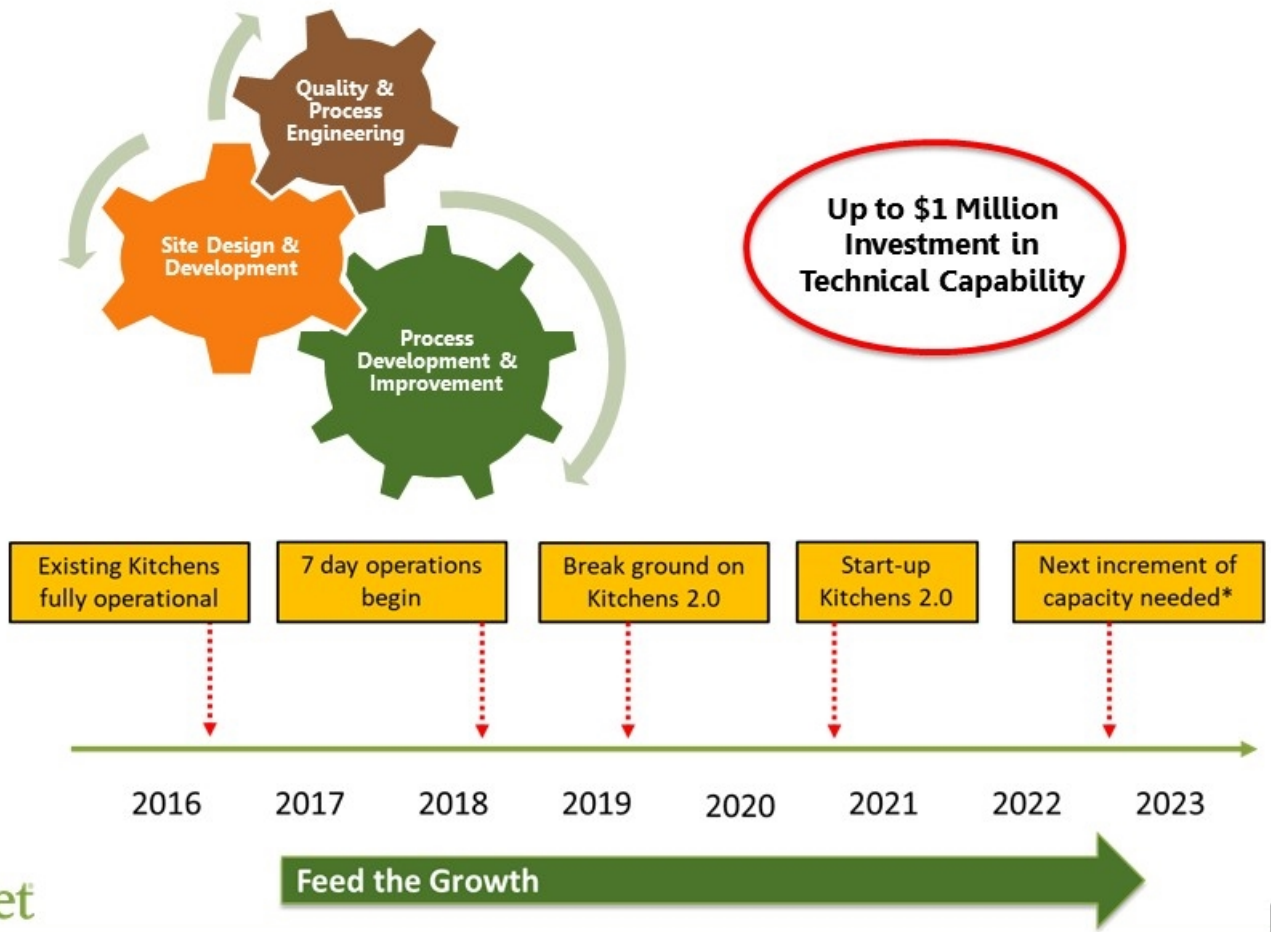 Quality &
Process
Engineering
Site Design &
Development
Process
Development &
Improvement
Up to $1 Million
Investment in
Technical Capability
Existing Kitchens
fully operational
7 day operations
begin
Break ground on
Kitchens 2.0
Start-up
Kitchens 2.0
Next increment of
capacity needed*
2016
2017
2018
2019
2020
2021
2022
2023
Feed the Growth
et